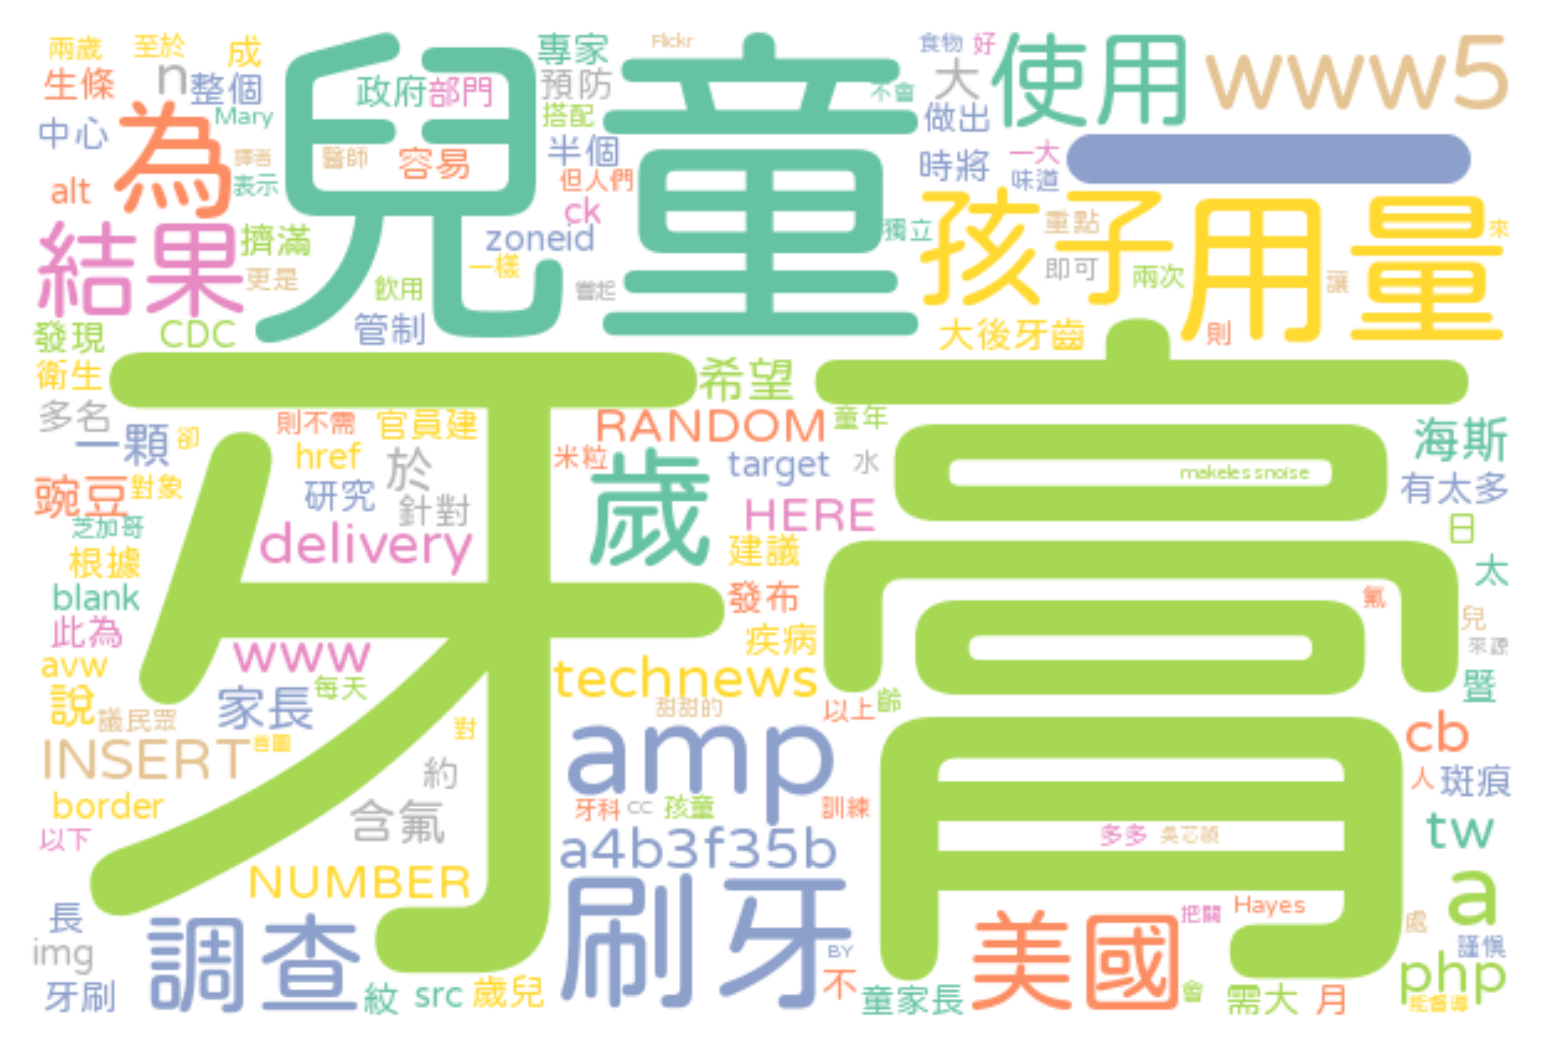 兩歲 至於 成 專家 Flickr 食物 好 使用 www5
生條 n 整個 政府部門 預防 兒童 不會 大
中心 為 Mary 搭配 做出
譯者 醫師 容易 半個 時將 一大
alt 表示 但人們 味道
結果 擠滿 ck 孩子 重點 用量 來
zoneid 獨立
更是 一樣 即可 兩次 讓
飲用 嘗起
發現 CDC 管制 大後牙齒 則
衛生 希望
牙膏
多名 則不需 官員建 RANDOM 童年 海斯
一顆 卻 href 於 米粒 歲 target 水 makelessnoise
豌豆 對象 研究 有太多
芝加哥 針對 HERE 日
根據 delivery 建議 太
blank 發布 氟
此為 www 疾病 兒 來源
avw technews
說 家長 每天 甜甜的 以上 齡 暨
議民眾 對 amp cb
INSERT 首圖 約 人 斑痕
border 含氟 牙科 CC 孩童 訓練
以下 a4b3f35b 多多 tw
NUMBER 刷牙 a
長 調查 美國 把關 Hayes 處
img BY 謹慎
牙刷 紋 src 歲兒 不 童家長 會 需大 月 php
能督導